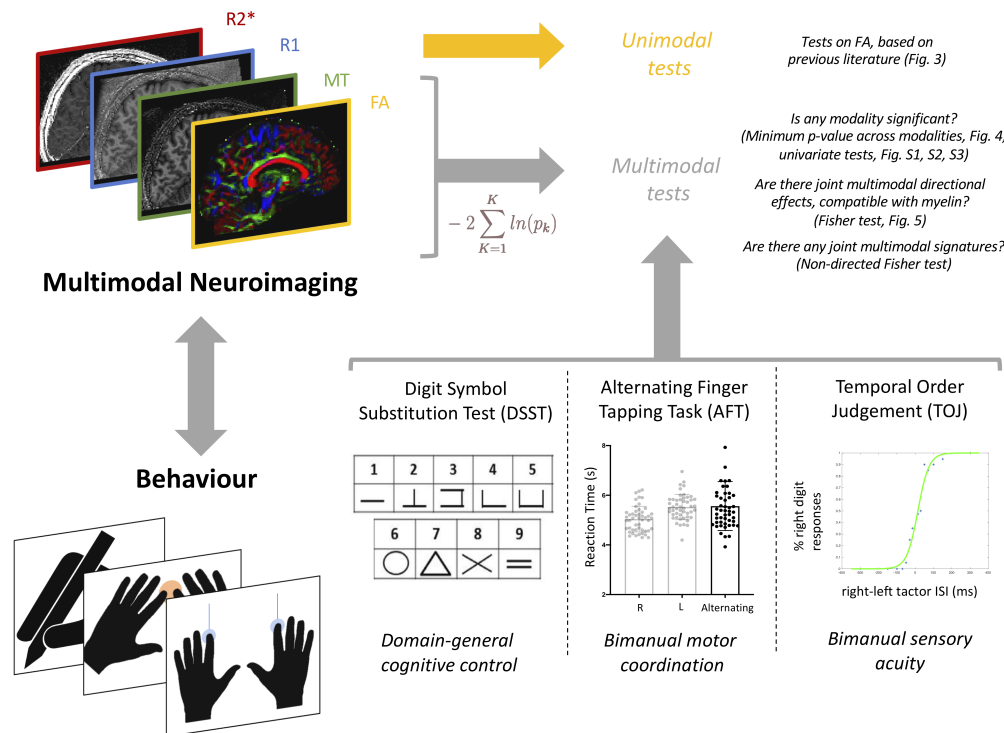 R2*
R1
MT
FA
Multimodal Neuroimaging
Behaviour
Unimodal
tests
Tests on FA, based on
previous literature (Fig. 3)
Multimodal
tests
− 2 K ∑ K=1 ln(pk)
Is any modality significant?
(Minimum p-value across modalities, Fig. 4,
univariate tests, Fig. S1, S2, S3)
Are there joint multimodal directional
effects, compatible with myelin?
(Fisher test, Fig. 5)
Are there any joint multimodal signatures?
(Non-directed Fisher test)
Digit Symbol
Substitution Test (DSST)
1 2 3 4 5
6 7 8 9
Domain-general
cognitive control
Alternating Finger
Tapping Task (AFT)
Reaction Time (s)
8
6
4
2
R L Alternating
Bimanual motor
coordination
Temporal Order
Judgement (TOJ)
% right digit
responses
right-left tactor ISI (ms)
Bimanual sensory
acuity